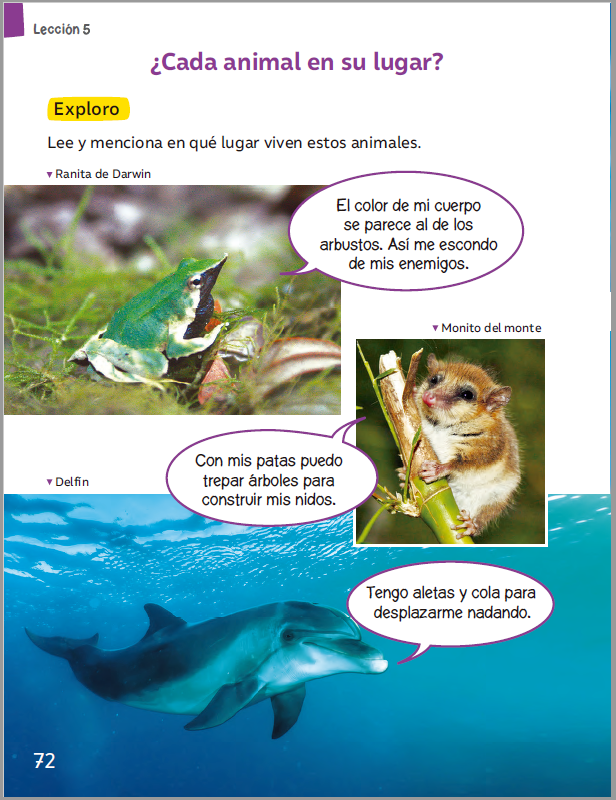 Lección 5
¿Cada animal en su lugar?
Exploro
Lee y menciona en qué lugar viven estos animales.
Ranita de Darwin
El color de mi cuerpo
se parece al de los
arbustos. Así me escondo
de mis enemigos.
Monito del monte
Con mis patas puedo
trepar árboles para
construir mis nidos.
Delfín
Tengo aletas y cola para
desplazarme nadando.
72